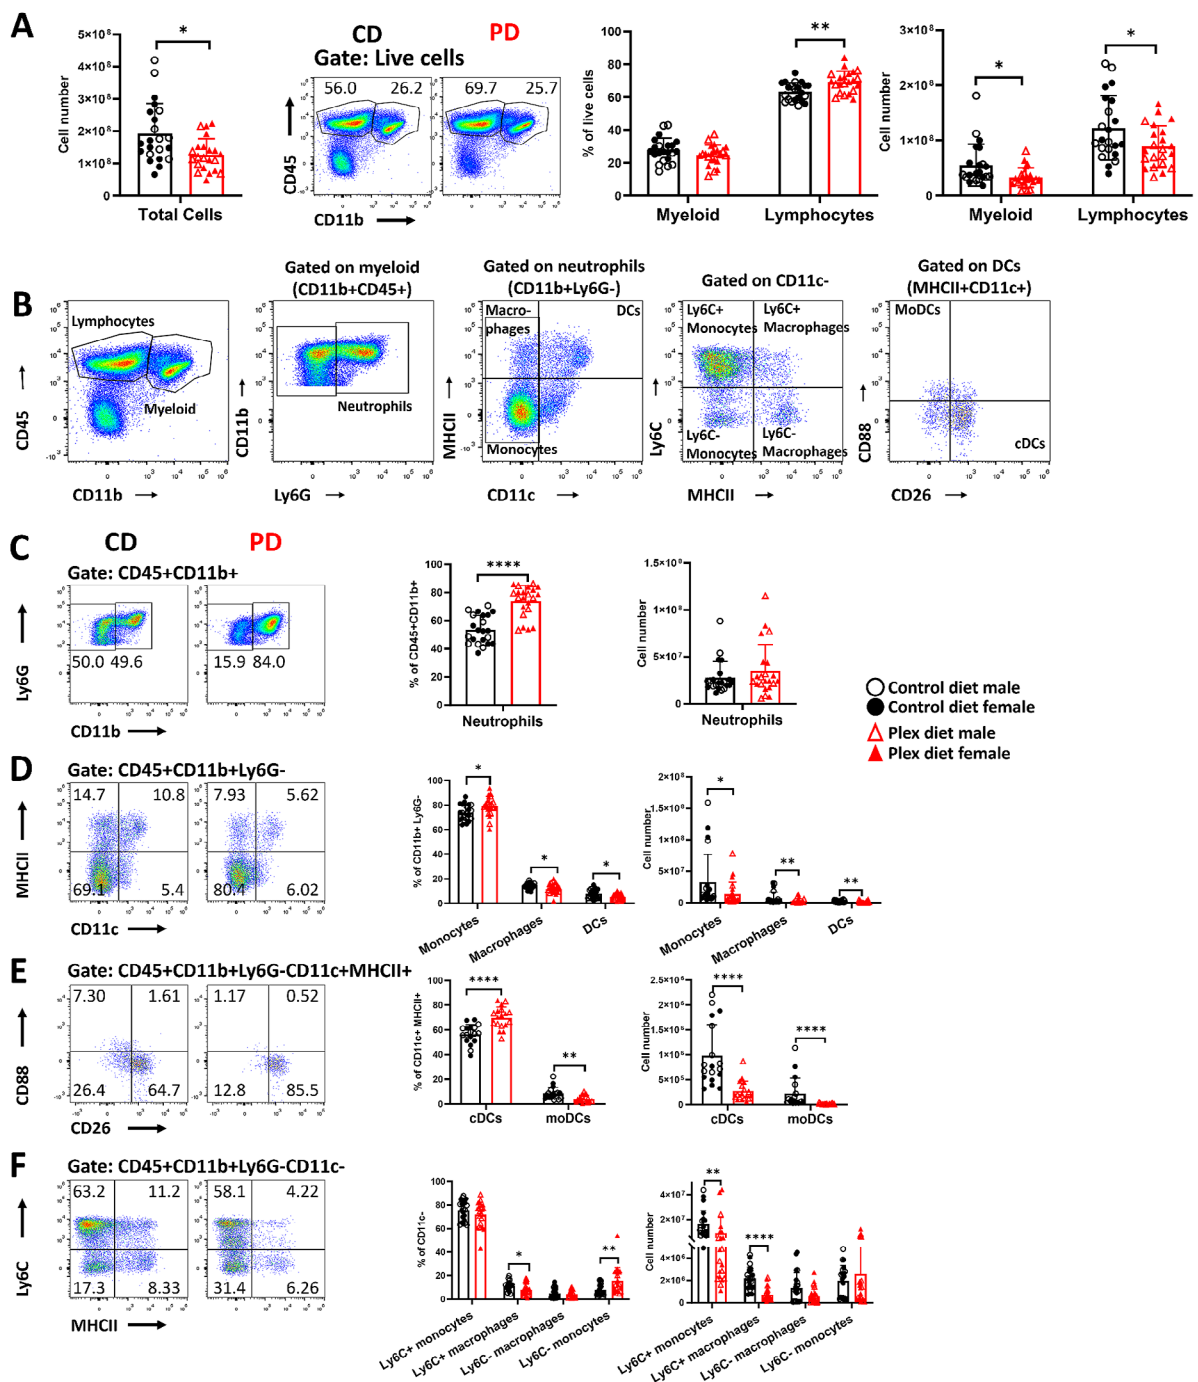 A
5×10⁸
4×10⁸
3×10⁸
2×10⁸
1×10⁸
0
Cell number
*
Total Cells
CD PD
Gate: Live cells
56.0 26.2
69.7 25.7
CD45
CD11b
% of live cells
100
80
60
40
20
0
**
Myeloid Lymphocytes
Cell number
3×10⁸
2×10⁸
1×10⁸
0
* *
Myeloid Lymphocytes
B
Lymphocytes
Myeloid
CD45
CD11b
Gated on myeloid
(CD11b+CD45+)
Neutrophils
CD11b
Ly6G
Gated on neutrophils
(CD11b+Ly6G-)
Macro-
phages
DCs
Monocytes
MHCII
CD11c
Gated on CD11c-
Ly6C+
Monocytes
Ly6C+
Macrophages
Ly6C-
Monocytes
Ly6C-
Macrophages
Ly6C
MHCII
Gated on DCs
(MHCII+CD11c+)
MoDCs
cDCs
CD88
CD26
C
CD PD
Gate: CD45+CD11b+
50.0 49.6
15.9 84.0
Ly6G
CD11b
% of CD45+CD11b+
100
80
60
40
20
0
****
Neutrophils
Cell number
1.5×10⁸
1×10⁸
5×10⁷
0
Neutrophils
Control diet male
Control diet female
Plex diet male
Plex diet female
D
Gate: CD45+CD11b+Ly6G-
14.7 10.8
69.1 5.4
7.93 5.62
80.4 6.02
MHCII
CD11c
% of CD11b+ Ly6G-
100
80
60
40
20
0
* * *
Monocytes
Macrophages
DCs
Cell number
2×10⁸
1.5×10⁸
1×10⁸
5×10⁷
0
* ** **
Monocytes
Macrophages
DCs
E
Gate: CD45+CD11b+Ly6G-CD11c+MHCII+
7.30 1.61
26.4 64.7
1.17 0.52
12.8 85.5
CD88
CD26
% of CD11c+ MHCII+
100
80
60
40
20
0
**** **
cDCs moDCs
Cell number
2.5×10⁶
2×10⁶
1.5×10⁶
1×10⁶
5×10⁵
0
**** ****
cDCs moDCs
F
Gate: CD45+CD11b+Ly6G-CD11c-
63.2 11.2
17.3 8.33
58.1 4.22
31.4 6.26
Ly6C
MHCII
% of CD11c-
100
80
60
40
20
0
* **
Ly6C+ monocytes
Ly6C+ macrophages
Ly6C- macrophages
Ly6C- monocytes
Cell number
4×10⁷
2×10⁷
4×10⁶
2×10⁶
0
** ****
Ly6C+ monocytes
Ly6C+ macrophages
Ly6C- macrophages
Ly6C- monocytes